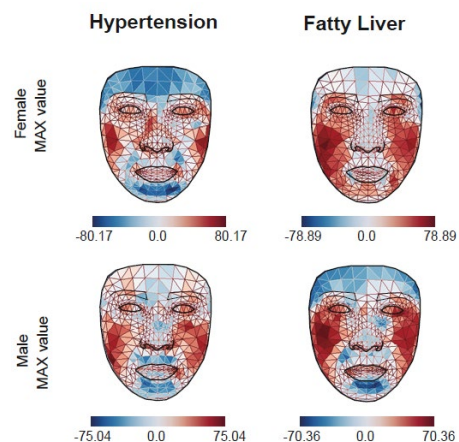 Hypertension Fatty Liver
Female
MAX value
-80.17 0.0 80.17 -78.89 0.0 78.89
Male
MAX value
-75.04 0.0 75.04 -70.36 0.0 70.36